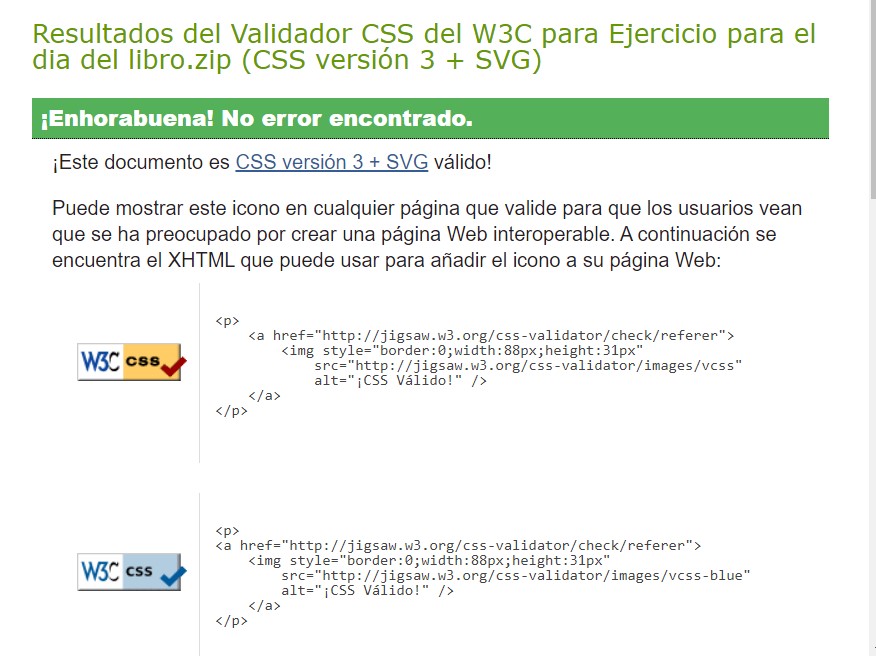 Resultados del Validador CSS del W3C para Ejercicio para el
dia del libro.zip (CSS versión 3 + SVG)
¡Enhorabuena! No error encontrado.
¡Este documento es CSS versión 3 + SVG válido!
Puede mostrar este icono en cualquier página que valide para que los usuarios vean
que se ha preocupado por crear una página Web interoperable. A continuación se
encuentra el XHTML que puede usar para añadir el icono a su página Web:
W3C css
<p>
<a href="http://jigsaw.w3.org/css-validator/check/referer">
<img style="border:0;width:88px;height:31px"
src="http://jigsaw.w3.org/css-validator/images/vcss"
alt="¡CSS Válido!" />
</a>
</p>
W3C css
<p>
<a href="http://jigsaw.w3.org/css-validator/check/referer">
<img style="border:0;width:88px;height:31px"
src="http://jigsaw.w3.org/css-validator/images/vcss-blue"
alt="¡CSS Válido!" />
</a>
</p>